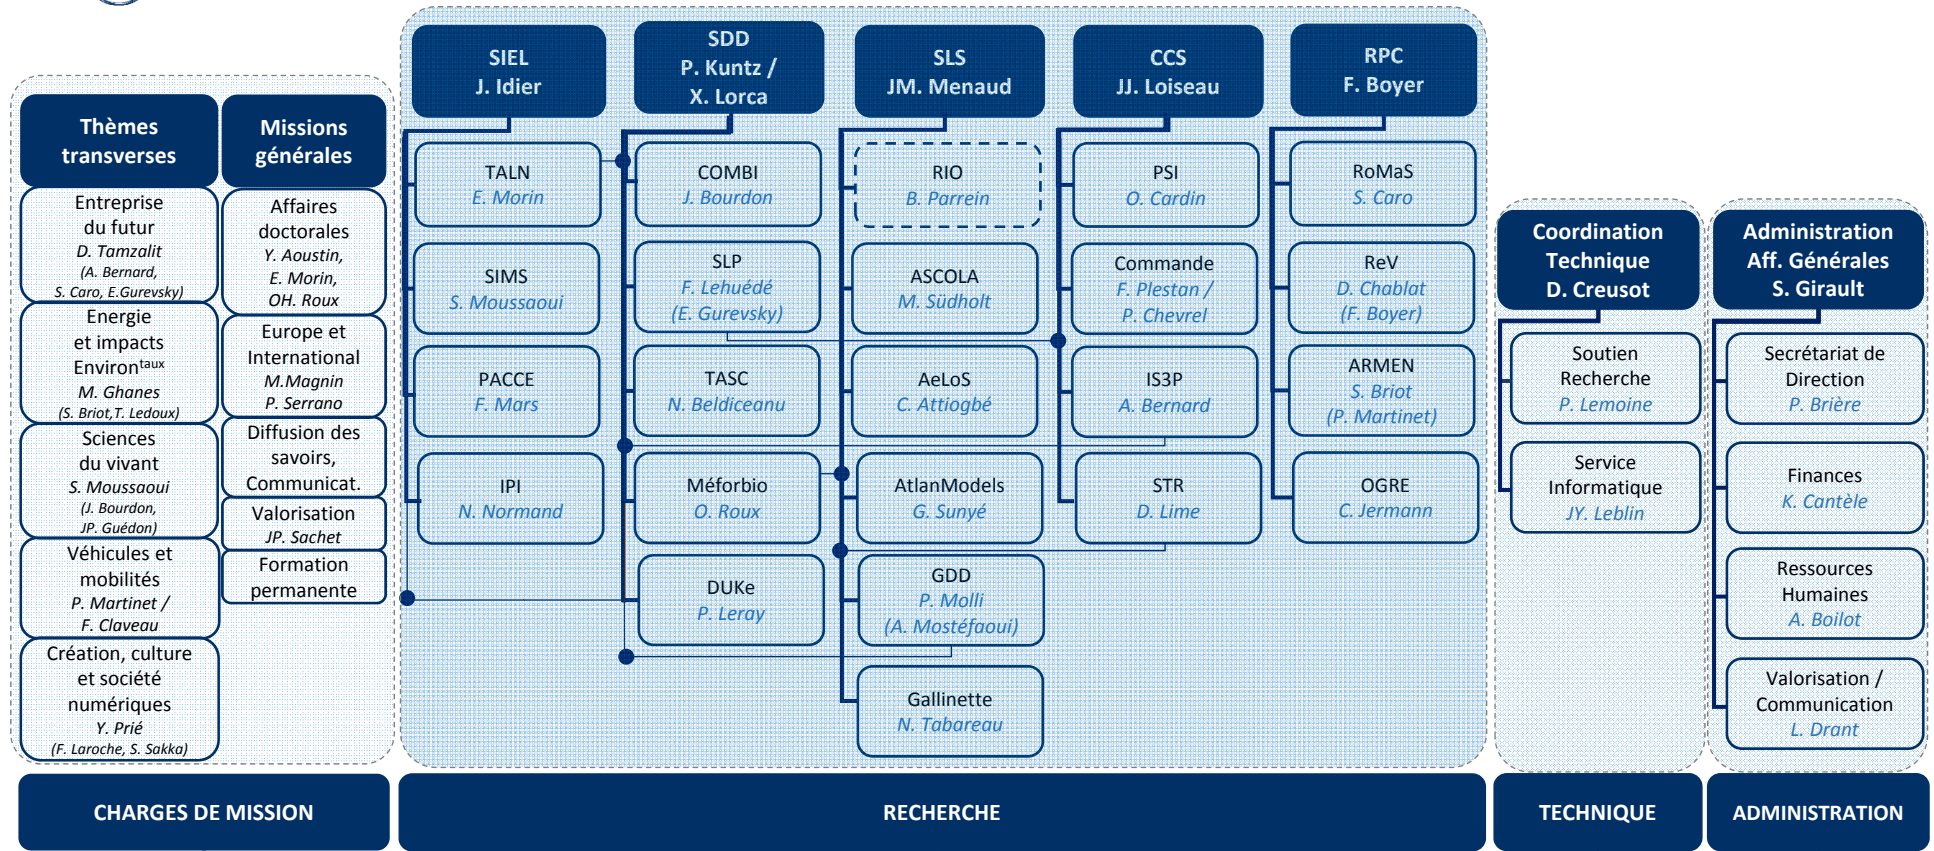 Thèmes
transverses
Entreprise
du futur
D. Tamzalit
(A. Bernard,
S. Caro, E.Gurevsky)
Energie
et impacts
Environtaux
M. Ghanes
(S. Briot,T. Ledoux)
Sciences
du vivant
S. Moussaoui
(J. Bourdon,
JP. Guédon)
Véhicules et
mobilités
P. Martinet /
F. Claveau
Création, culture
et société
numériques
Y. Prié
(F. Laroche, S. Sakka)
Missions
générales
Affaires
doctorales
Y. Aoustin,
E. Morin,
OH. Roux
Europe et
International
M.Magnin
P. Serrano
Diffusion des
savoirs,
Communicat.
Valorisation
JP. Sachet
Formation
permanente
CHARGES DE MISSION
SIEL
J. Idier
TALN
E. Morin
SIMS
S. Moussaoui
PACCE
F. Mars
IPI
N. Normand
SDD
P. Kuntz /
X. Lorca
COMBI
J. Bourdon
SLP
F. Lehuédé
(E. Gurevsky)
TASC
N. Beldiceanu
Méforbio
O. Roux
DUKe
P. Leray
SLS
JM. Menaud
RIO
B. Parrein
ASCOLA
M. Südholt
AeLoS
C. Attiogbé
AtlanModels
G. Sunyé
GDD
P. Molli
(A. Mostéfaoui)
Gallinette
N. Tabareau
CCS
JJ. Loiseau
PSI
O. Cardin
Commande
F. Plestan /
P. Chevrel
IS3P
A. Bernard
STR
D. Lime
RPC
F. Boyer
RoMaS
S. Caro
ReV
D. Chablat
(F. Boyer)
ARMEN
S. Briot
(P. Martinet)
OGRE
C. Jermann
RECHERCHE
Coordination
Technique
D. Creusot
Soutien
Recherche
P. Lemoine
Service
Informatique
JY. Leblin
TECHNIQUE
Administration
Aff. Générales
S. Girault
Secrétariat de
Direction
P. Brière
Finances
K. Cantèle
Ressources
Humaines
A. Boilot
Valorisation /
Communication
L. Drant
ADMINISTRATION